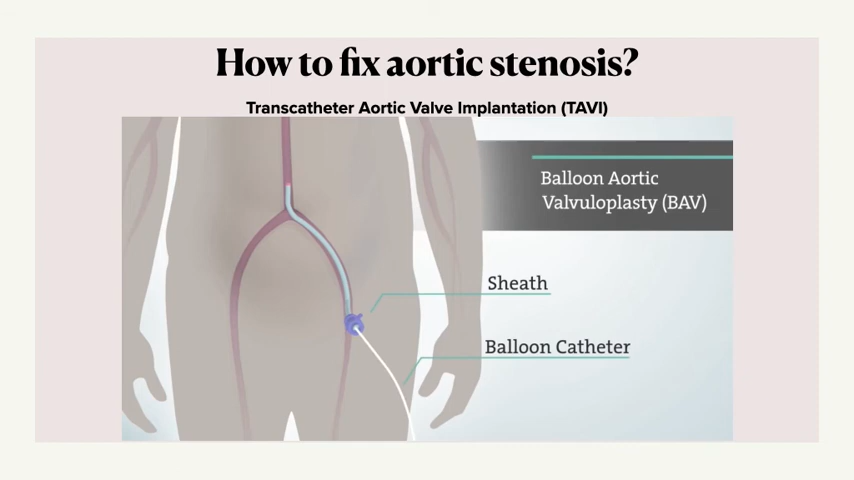 How to fix aortic stenosis?
Transcatheter Aortic Valve Implantation (TAVI)
Balloon Aortic
Valvuloplasty (BAV)
Sheath
Balloon Catheter